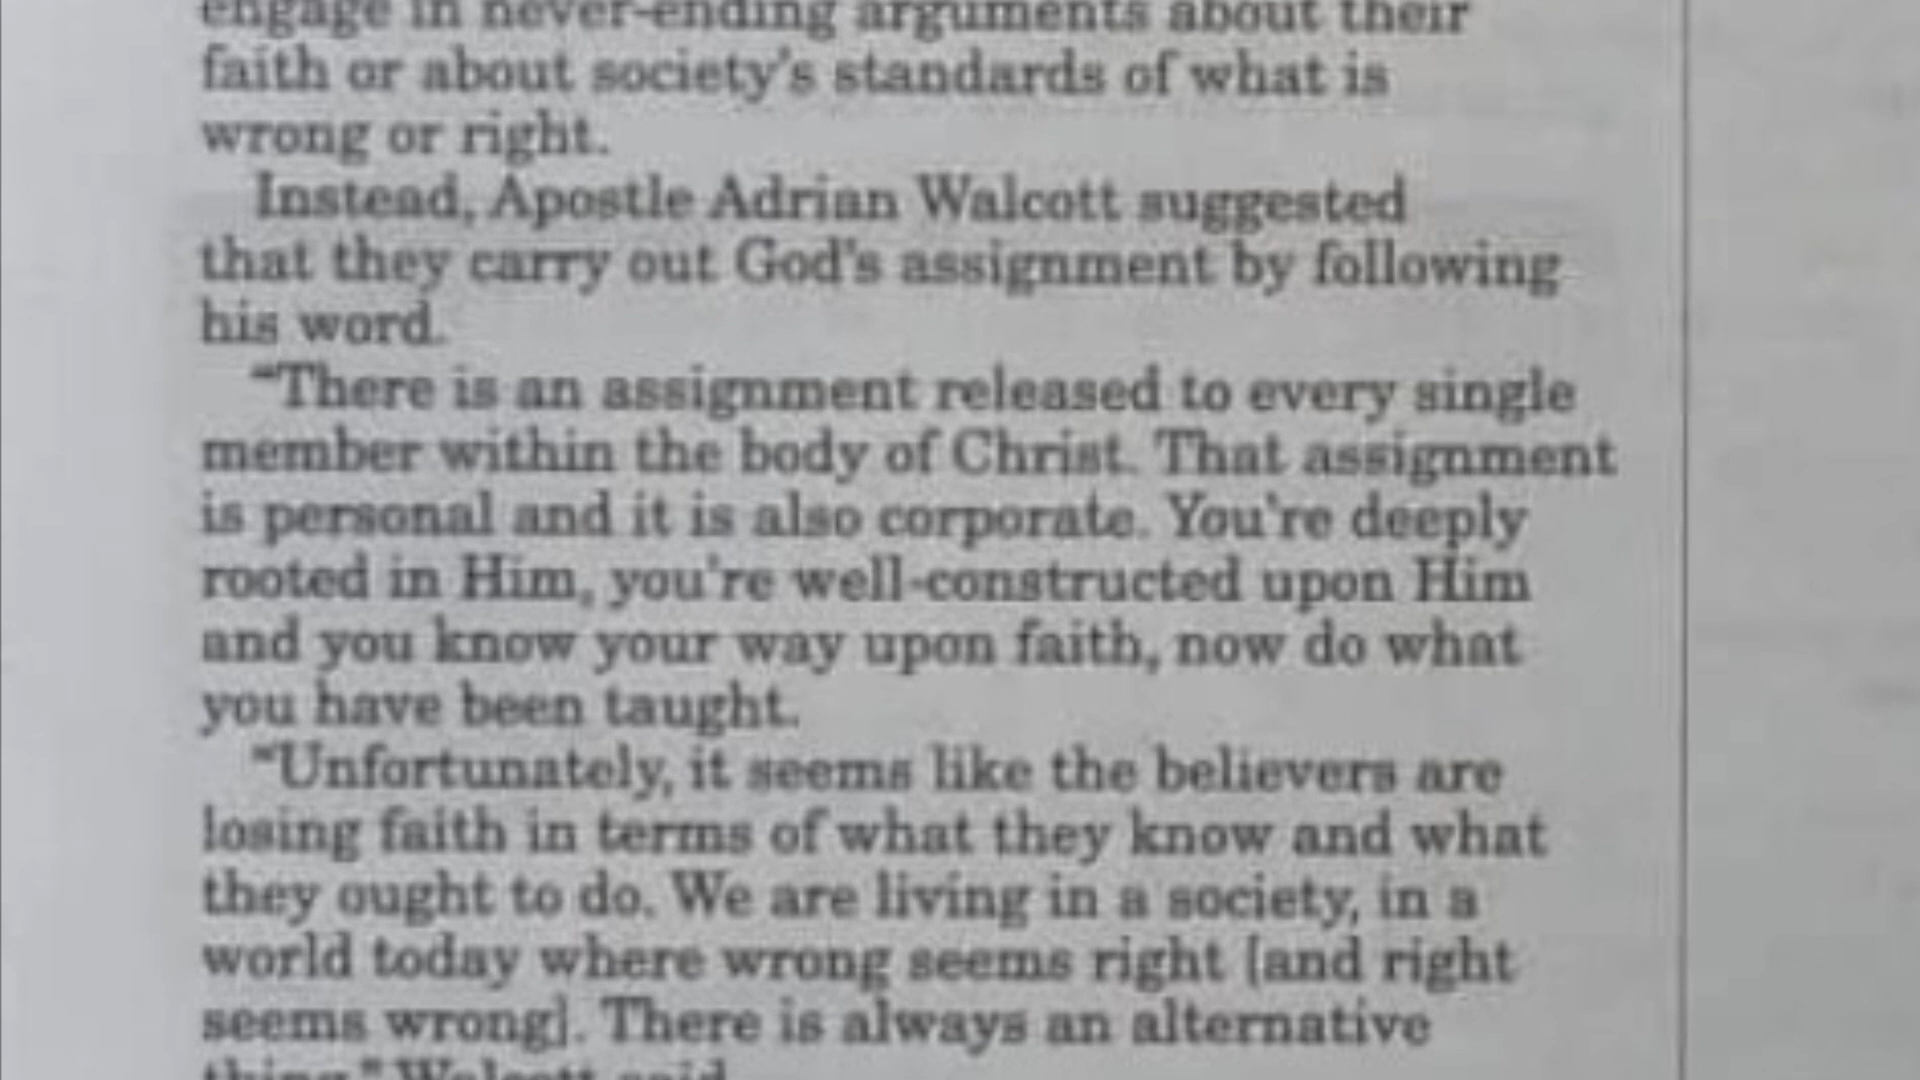 engage in never-ending arguments about their
faith or about society's standards of what is
wrong or right.
Instead, Apostle Adrian Walcott suggested
that they carry out God's assignment by following
his word.
"There is an assignment released to every single
member within the body of Christ. That assignment
is personal and it is also corporate. You're deeply
rooted in Him, you're well-constructed upon Him
and you know your way upon faith, now do what
you have been taught.
"Unfortunately, it seems like the believers are
losing faith in terms of what they know and what
they ought to do. We are living in a society, in a
world today where wrong seems right [and right
seems wrong]. There is always an alternative
thing," Walcott said.